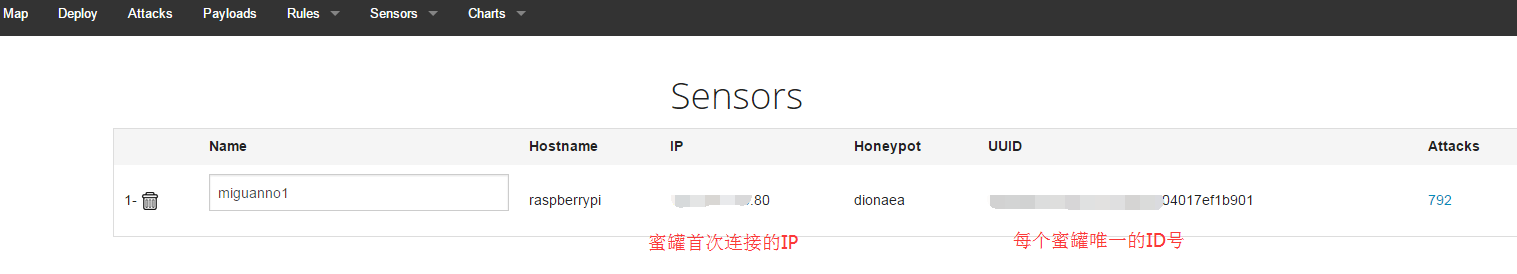 Map Deploy Attacks Payloads Rules Sensors Charts
Sensors
Name Hostname IP Honeypot UUID Attacks
1- miguanno1 raspberrypi .80 dionaea 04017ef1b901 792
蜜罐首次连接的IP 每个蜜罐唯一的ID号